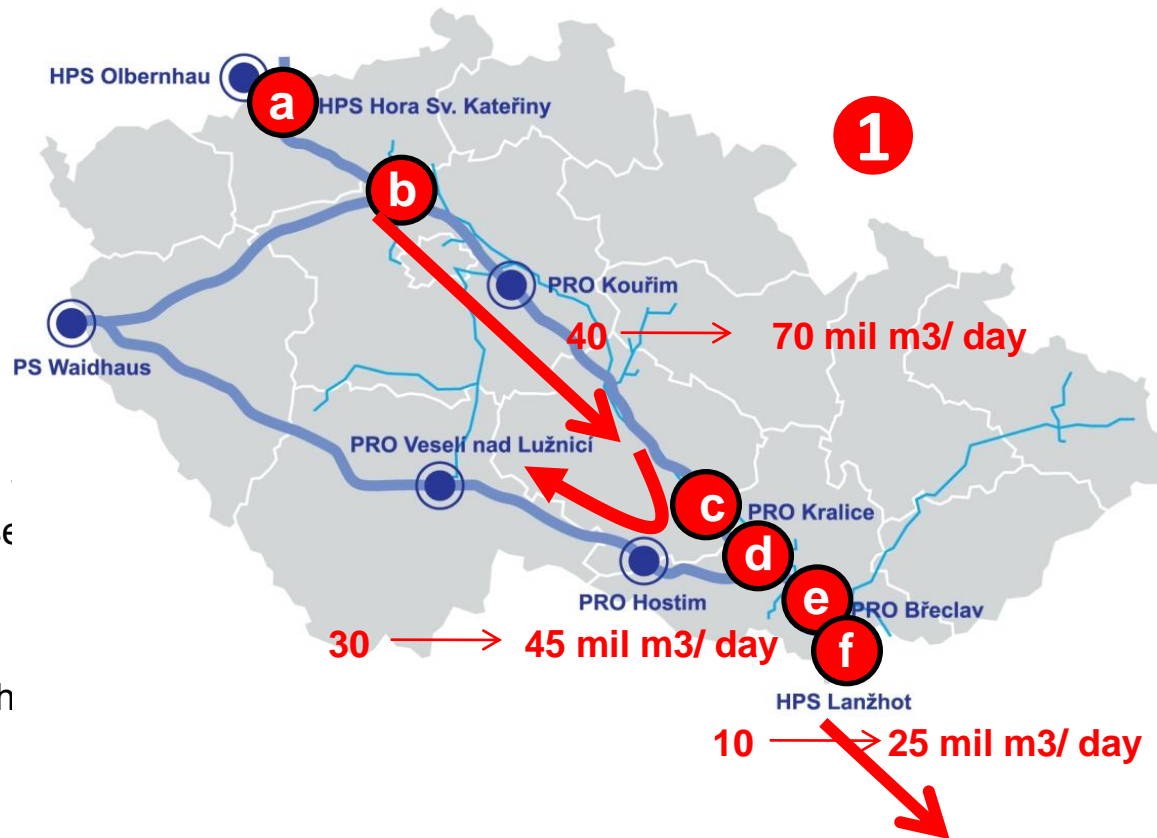 HPS Olbernhau
a
HPS Hora Sv. Kateřiny
1
b
PRO Kouřim
40 70 mil m3/ day
PS Waidhaus
PRO Veselí nad Lužnicí
c
PRO Kralice
d
PRO Hostim
e
PRO Břeclav
30 45 mil m3/ day
f
HPS Lanžhot
10 25 mil m3/ day